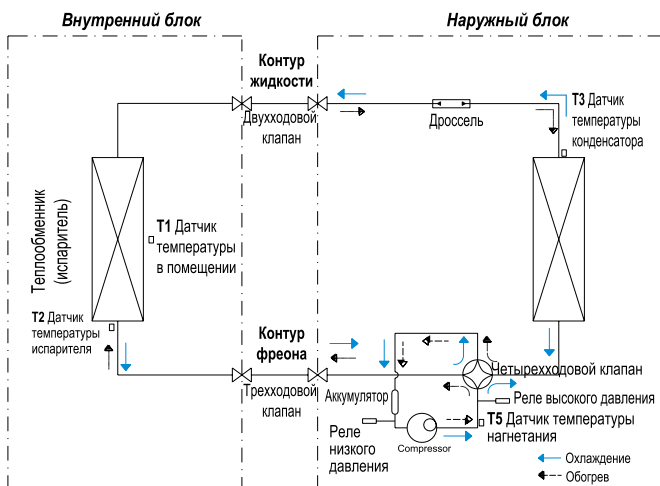 Внутренний блок
Наружный блок
Контур
жидкости
Двухходовой
клапан
Дроссель
T3 Датчик
температуры
конденсатора
Теплообменник
(испаритель)
T1 Датчик
температуры
в помещении
T2 Датчик
температуры
испарителя
Контур
фреона
Трехходовой
клапан
Четырехходовой клапан
Аккумулятор
Реле высокого давления
T5 Датчик температуры
нагнетания
Реле
низкого
давления
Compressor
Охлаждение
Обогрев